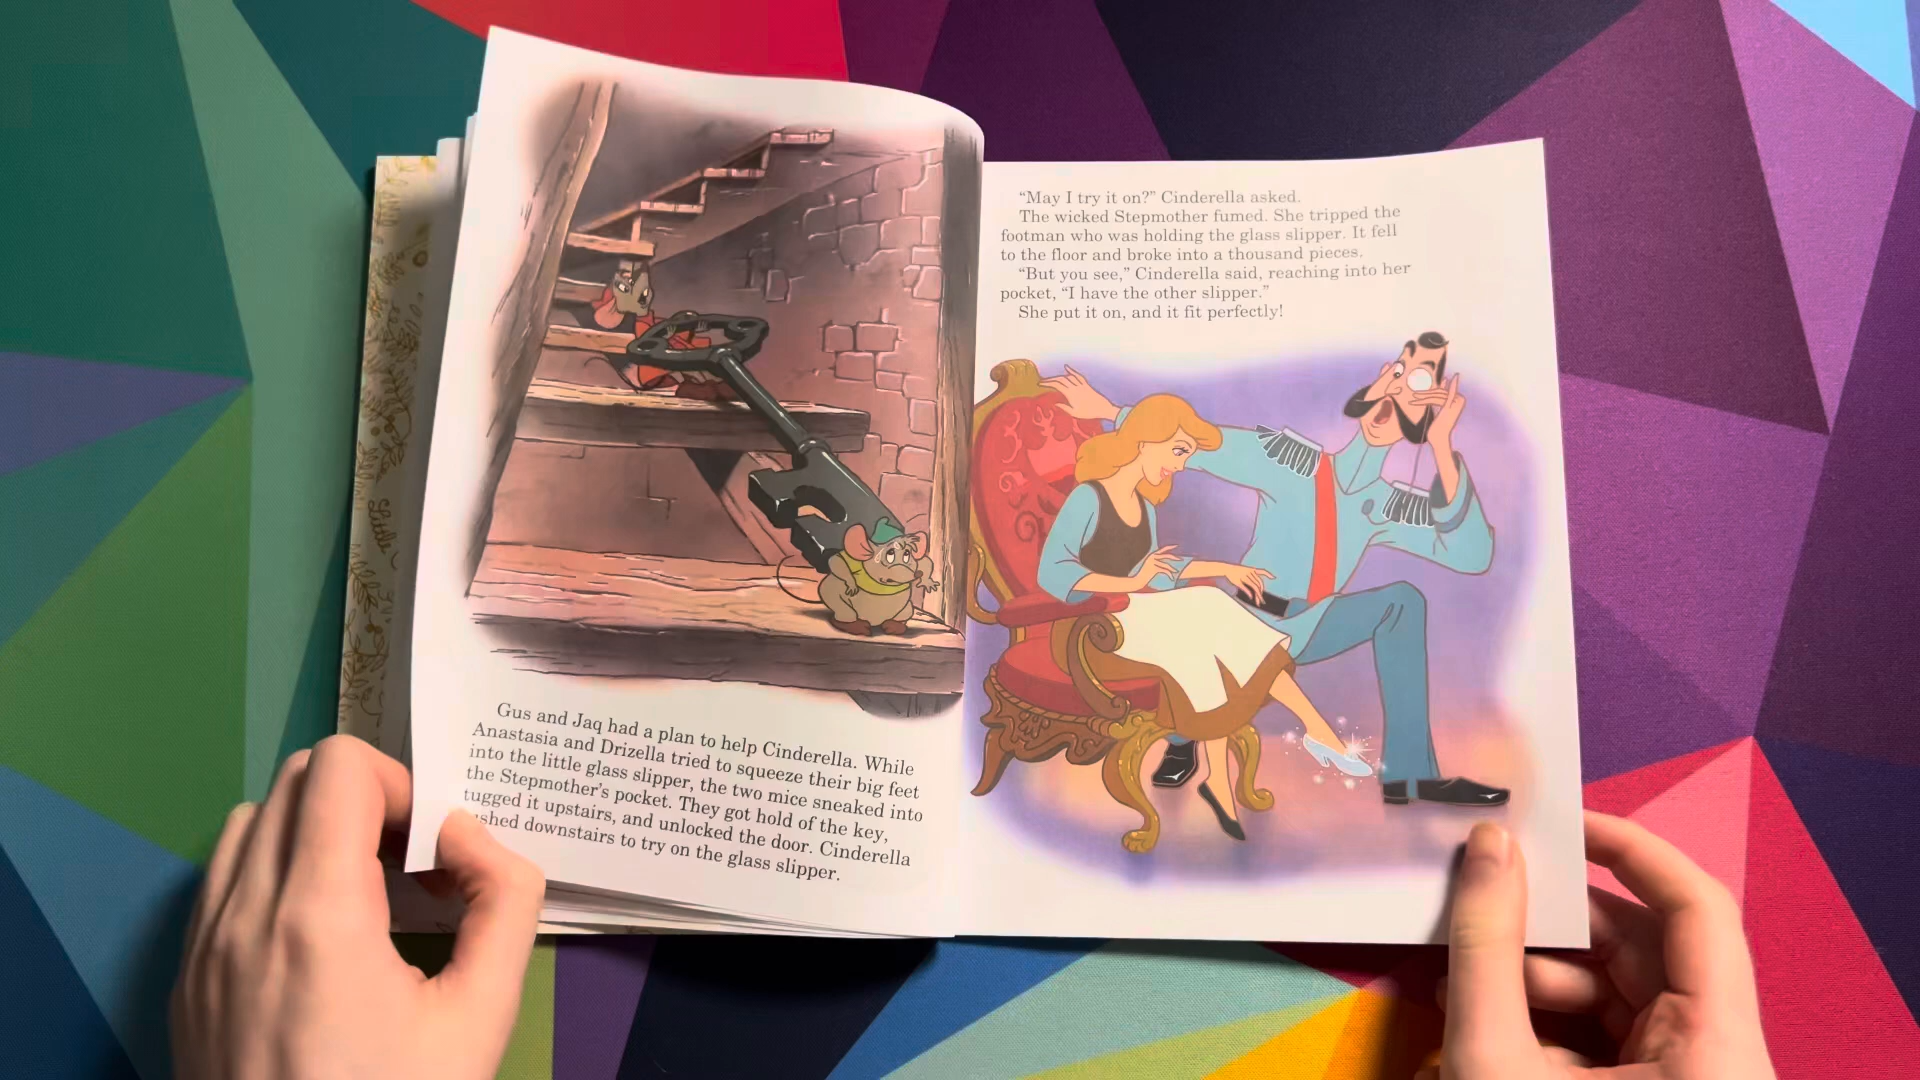 Gus and Jaq had a plan to help Cinderella. While
Anastasia and Drizella tried to squeeze their big feet
into the little glass slipper, the two mice sneaked into
the Stepmother's pocket. They got hold of the key,
tugged it upstairs, and unlocked the door. Cinderella
downstairs to try on the glass slipper.
“May I try it on?” Cinderella asked.
The wicked Stepmother fumed. She tripped the
footman who was holding the glass slipper. It fell
to the floor and broke into a thousand pieces.
“But you see,” Cinderella said, reaching into her
pocket, “I have the other slipper.”
She put it on, and it fit perfectly!